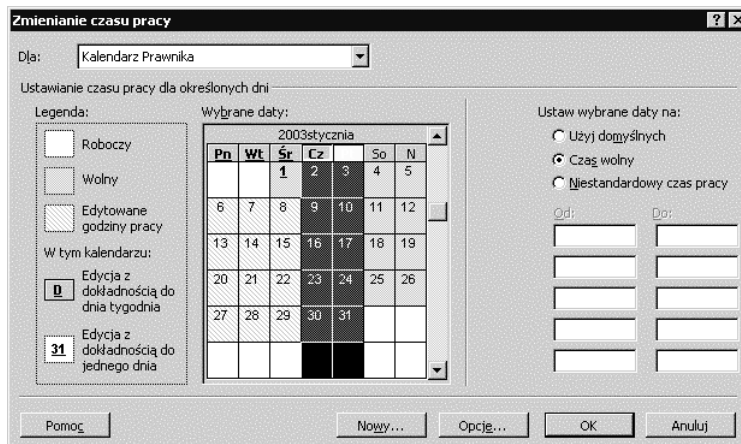 Zmienianie czasu pracy
Dla: Kalendarz Prawnika
Ustawianie czasu pracy dla określonych dni
Legenda:
Roboczy
Wolny
Edytowane
godziny pracy
W tym kalendarzu:
D
Edycja z
dokładnością do
dnia tygodnia
31
Edycja z
dokładnością do
jednego dnia
Wybrane daty:
2003stycznia
Pn Wt Śr Cz So N
1 2 3 4 5
6 7 8 9 10 11 12
13 14 15 16 17 18 19
20 21 22 23 24 25 26
27 28 29 30 31
Ustaw wybrane daty na:
Użyj domyślnych
Czas wolny
Niestandardowy czas pracy
Od: Do:
Pomoc Nowy... Opcje... OK Anuluj